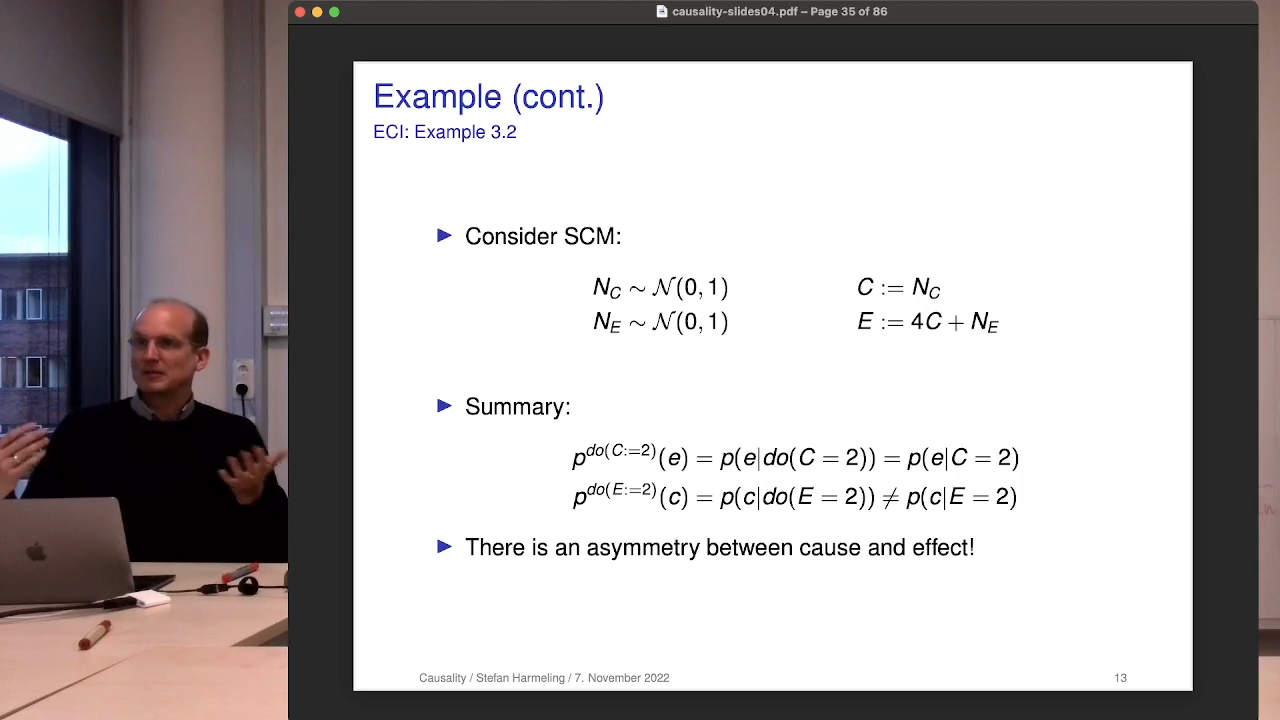 causality-slides04.pdf – Page 35 of 86
Example (cont.)
ECI: Example 3.2
▶ Consider SCM:
N_C ∼ 𝒩(0, 1) C := N_C
N_E ∼ 𝒩(0, 1) E := 4C + N_E
▶ Summary:
p^{do(C:=2)}(e) = p(e|do(C = 2)) = p(e|C = 2)
p^{do(E:=2)}(c) = p(c|do(E = 2)) ≠ p(c|E = 2)
▶ There is an asymmetry between cause and effect!
Causality / Stefan Harmeling / 7. November 2022 13